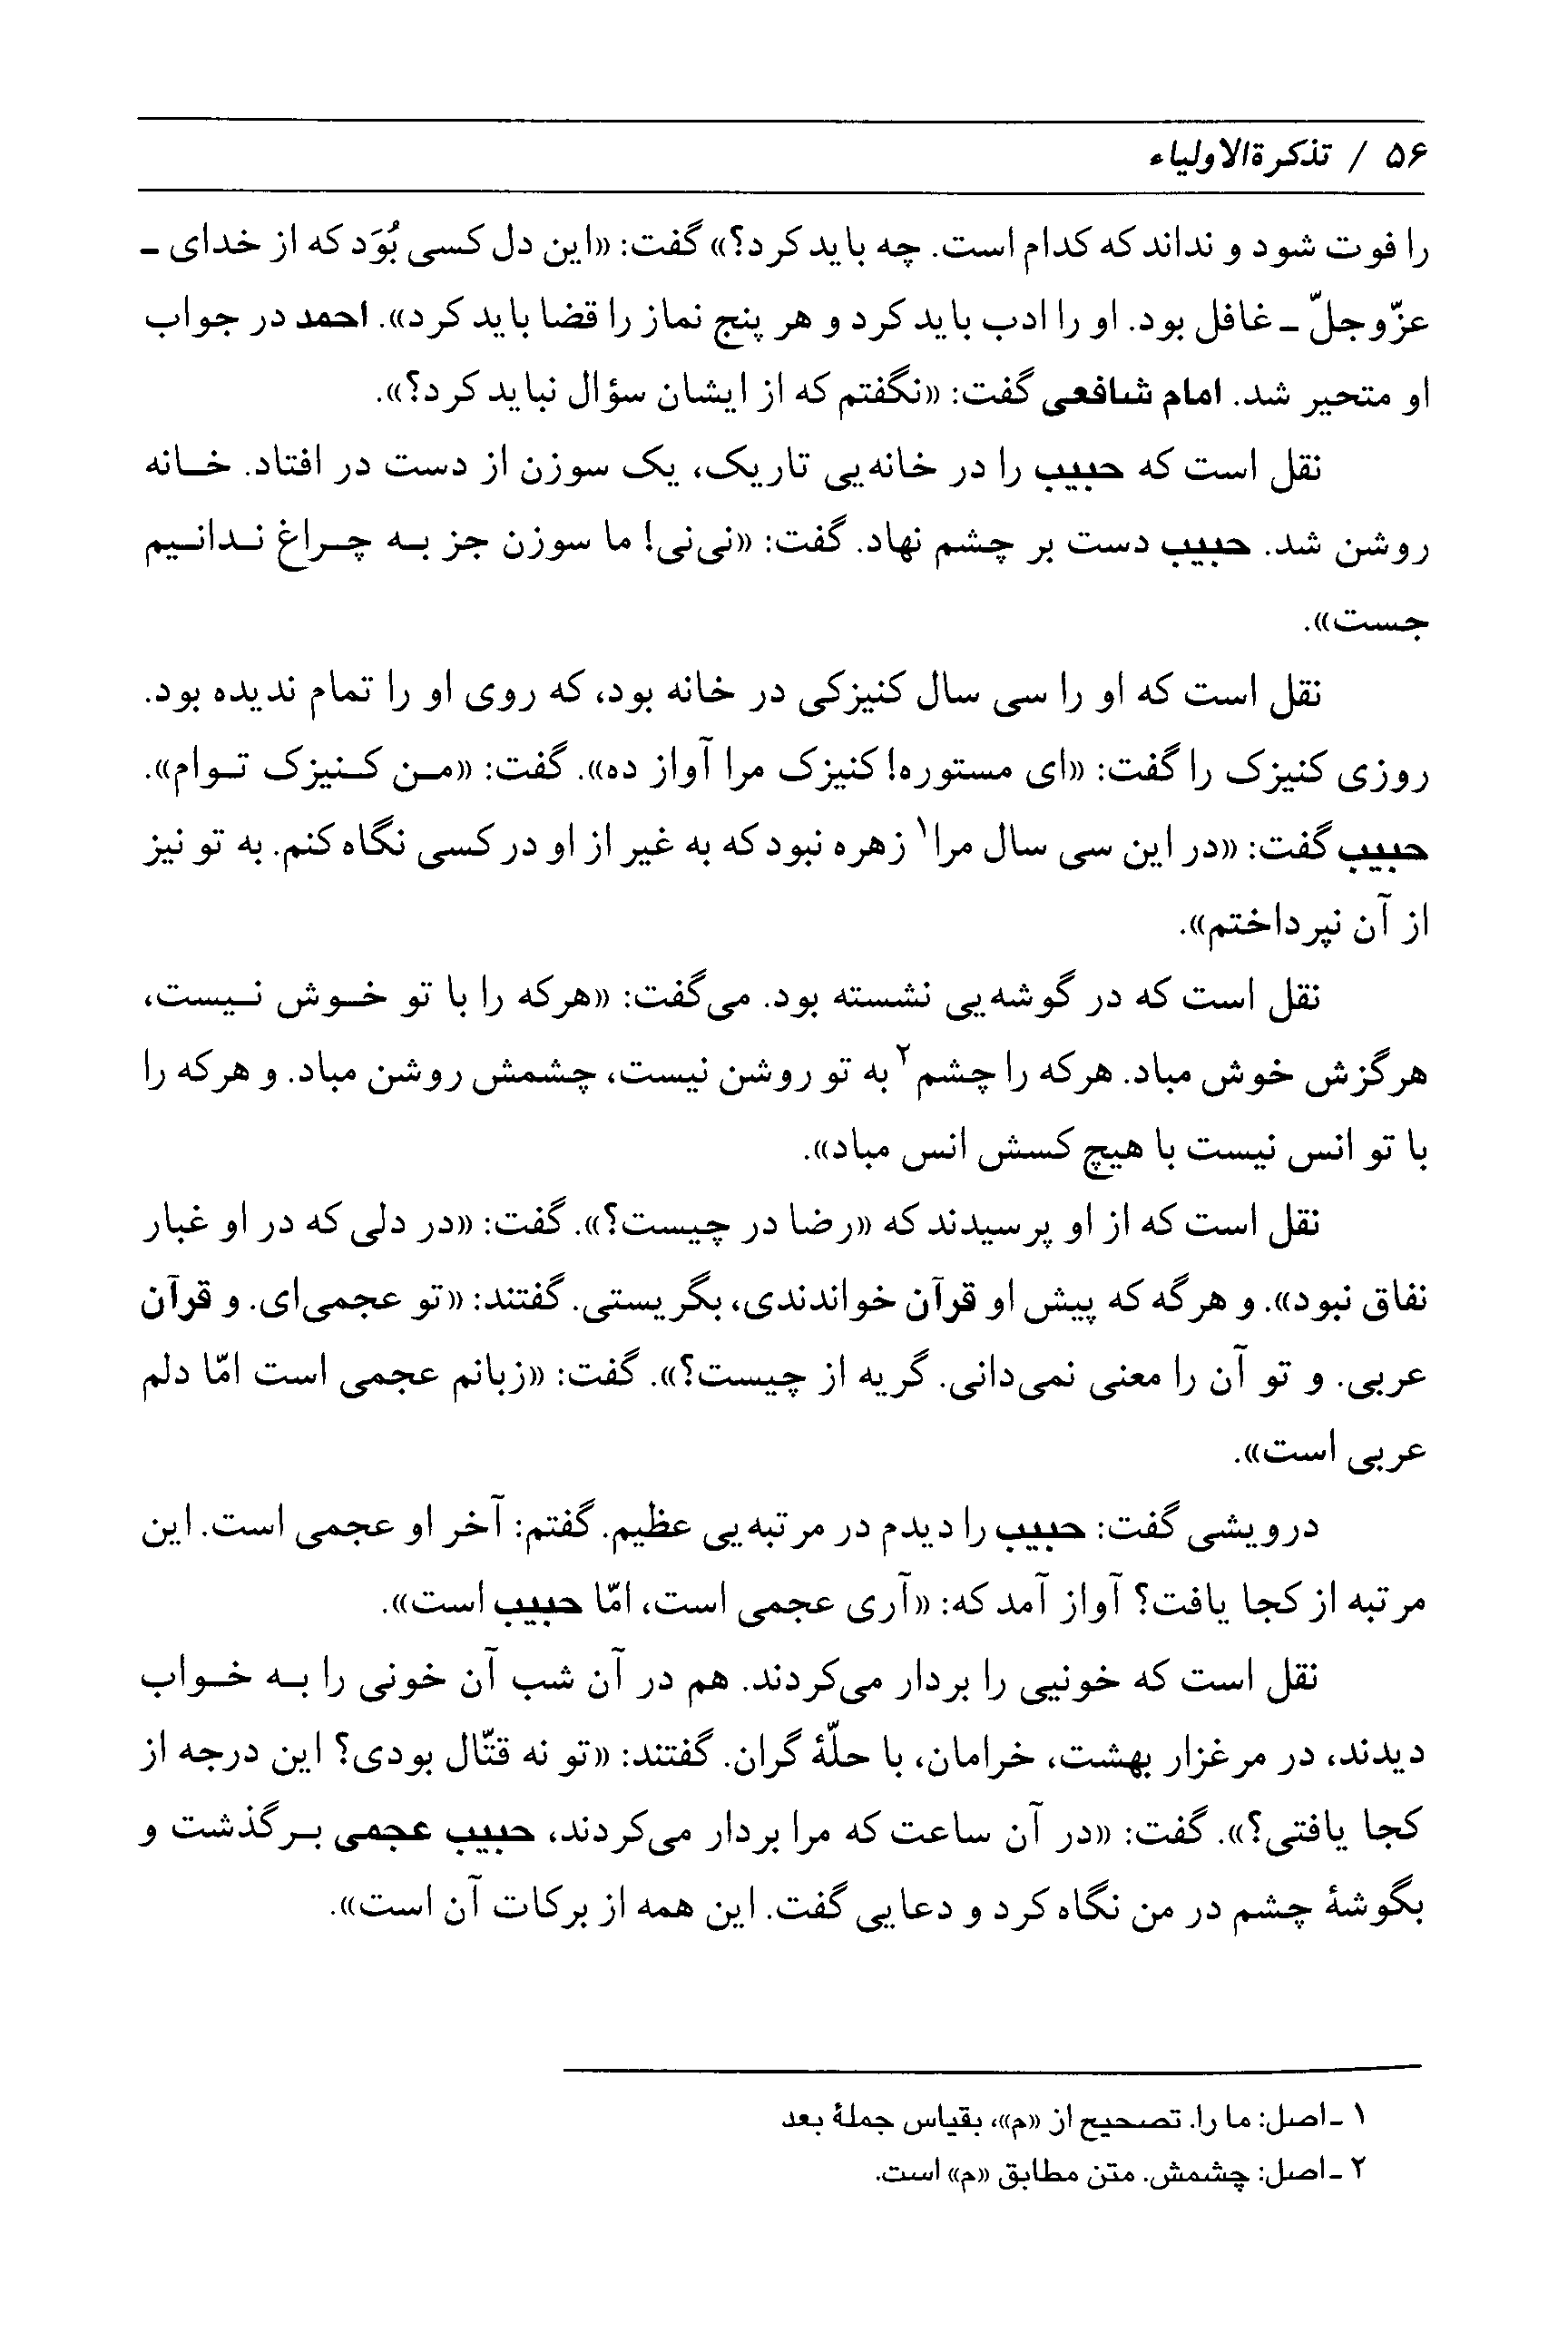 ۵۶ / تذکرةالاولیاء
را فوت شود و نداند که کدام است. چه باید کرد؟» گفت: «این دل کسی بُوَد که از خدای ـ
عزّوجلّ ـ غافل بود. او را ادب باید کرد و هر پنج نماز را قضا باید کرد». احمد در جواب
او متحیر شد. امام شافعی گفت: «نگفتم که از ایشان سؤال نباید کرد؟».
نقل است که حبیب را در خانه‌یی تاریک، یک سوزن از دست در افتاد. خانه
روشن شد. حبیب دست بر چشم نهاد. گفت: «نی‌نی! ما سوزن جز به چراغ ندانیم
جست».
نقل است که او را سی سال کنیزکی در خانه بود، که روی او را تمام ندیده بود.
روزی کنیزک را گفت: «ای مستوره! کنیزک مرا آواز ده». گفت: «من کنیزک توام».
حبیب گفت: «در این سی سال مرا۱ زهره نبود که به غیر از او در کسی نگاه کنم. به تو نیز
از آن نپرداختم».
نقل است که در گوشه‌یی نشسته بود. می‌گفت: «هرکه را با تو خوش نیست،
هرگزش خوش مباد. هرکه را چشم۲ به تو روشن نیست، چشمش روشن مباد. و هرکه را
با تو انس نیست با هیچ کسش انس مباد».
نقل است که از او پرسیدند که «رضا در چیست؟». گفت: «در دلی که در او غبار
نفاق نبود». و هرگه که پیش او قرآن خواندندی، بگریستی. گفتند: «تو عجمی‌ای. و قرآن
عربی. و تو آن را معنی نمی‌دانی. گریه از چیست؟». گفت: «زبانم عجمی است امّا دلم
عربی است».
درویشی گفت: حبیب را دیدم در مرتبه‌یی عظیم. گفتم: آخر او عجمی است. این
مرتبه از کجا یافت؟ آواز آمد که: «آری عجمی است، امّا حبیب است».
نقل است که خونیی را بردار می‌کردند. هم در آن شب آن خونی را به خواب
دیدند، در مرغزار بهشت، خرامان، با حلّهٔ گران. گفتند: «تو نه قتّال بودی؟ این درجه از
کجا یافتی؟». گفت: «در آن ساعت که مرا بردار می‌کردند، حبیب عجمی برگذشت و
بگوشهٔ چشم در من نگاه کرد و دعایی گفت. این همه از برکات آن است».
۱ ـ اصل: ما را. تصحیح از «م»، بقیاس جملهٔ بعد
۲ ـ اصل: چشمش. متن مطابق «م» است.